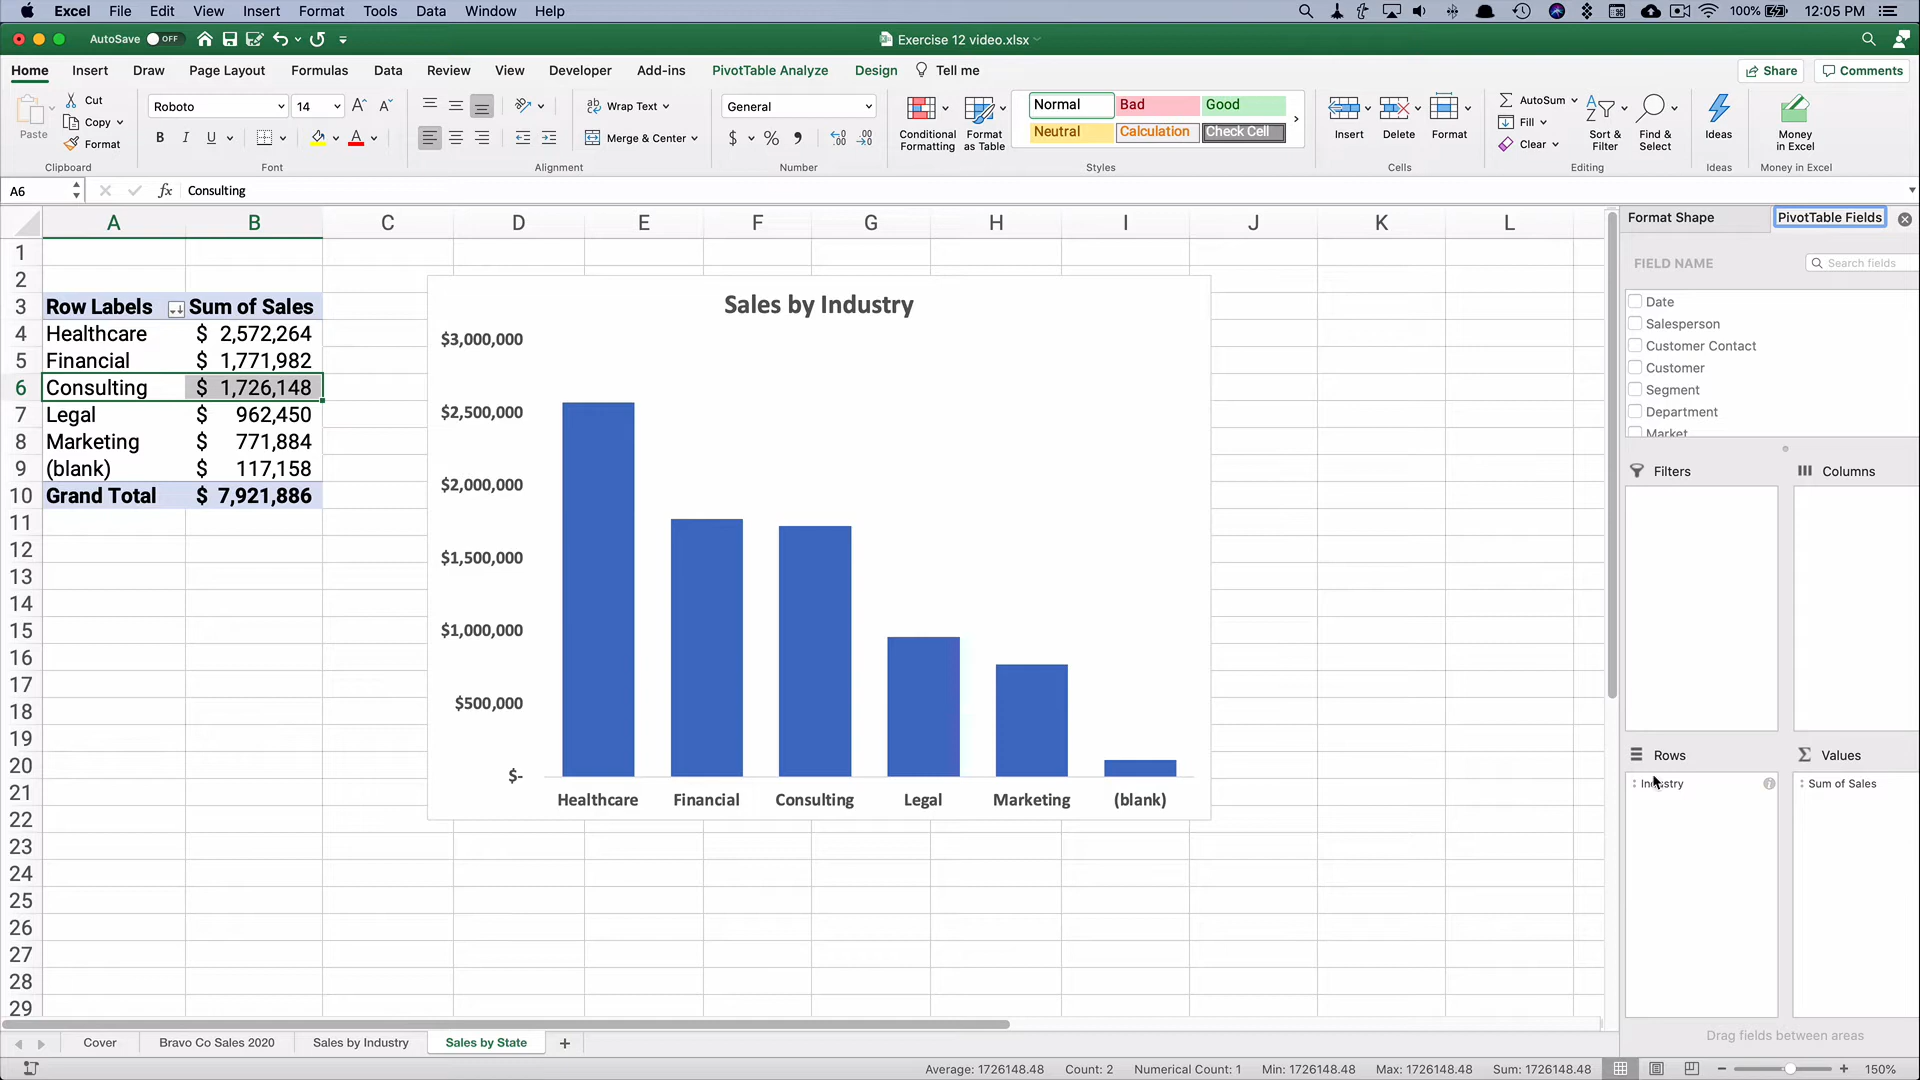 Excel File Edit View Insert Format Tools Data Window Help 100% 12:05 PM
AutoSave OFF Exercise 12 video.xlsx
Home Insert Draw Page Layout Formulas Data Review View Developer Add-ins PivotTable Analyze Design Tell me Share Comments
Paste Cut Copy Format
Roboto 14
B I U A
Wrap Text
Merge & Center
General
$ % 
Conditional Formatting
Format as Table
Normal Bad Good
Neutral Calculation Check Cell
Insert Delete Format
AutoSum
Fill
Clear
Sort & Filter
Find & Select
Ideas
Money in Excel
Clipboard Font Alignment Number Styles Cells Editing Ideas Money in Excel
A6 fx Consulting
A B C D E F G H I J K L
1
2
3 Row Labels Sum of Sales
4 Healthcare $ 2,572,264
5 Financial $ 1,771,982
6 Consulting $ 1,726,148
7 Legal $ 962,450
8 Marketing $ 771,884
9 (blank) $ 117,158
10 Grand Total $ 7,921,886
11
12
13
14
15
16
17
18
19
20
21
22
23
24
25
26
27
28
29
Sales by Industry
$3,000,000
$2,500,000
$2,000,000
$1,500,000
$1,000,000
$500,000
$-
Healthcare Financial Consulting Legal Marketing (blank)
Format Shape PivotTable Fields
FIELD NAME Search fields
Date
Salesperson
Customer Contact
Customer
Segment
Department
Market
Filters Columns
Rows Values
Industry Sum of Sales
Drag fields between areas
Cover Bravo Co Sales 2020 Sales by Industry Sales by State +
Average: 1726148.48 Count: 2 Numerical Count: 1 Min: 1726148.48 Max: 1726148.48 Sum: 1726148.48 150%